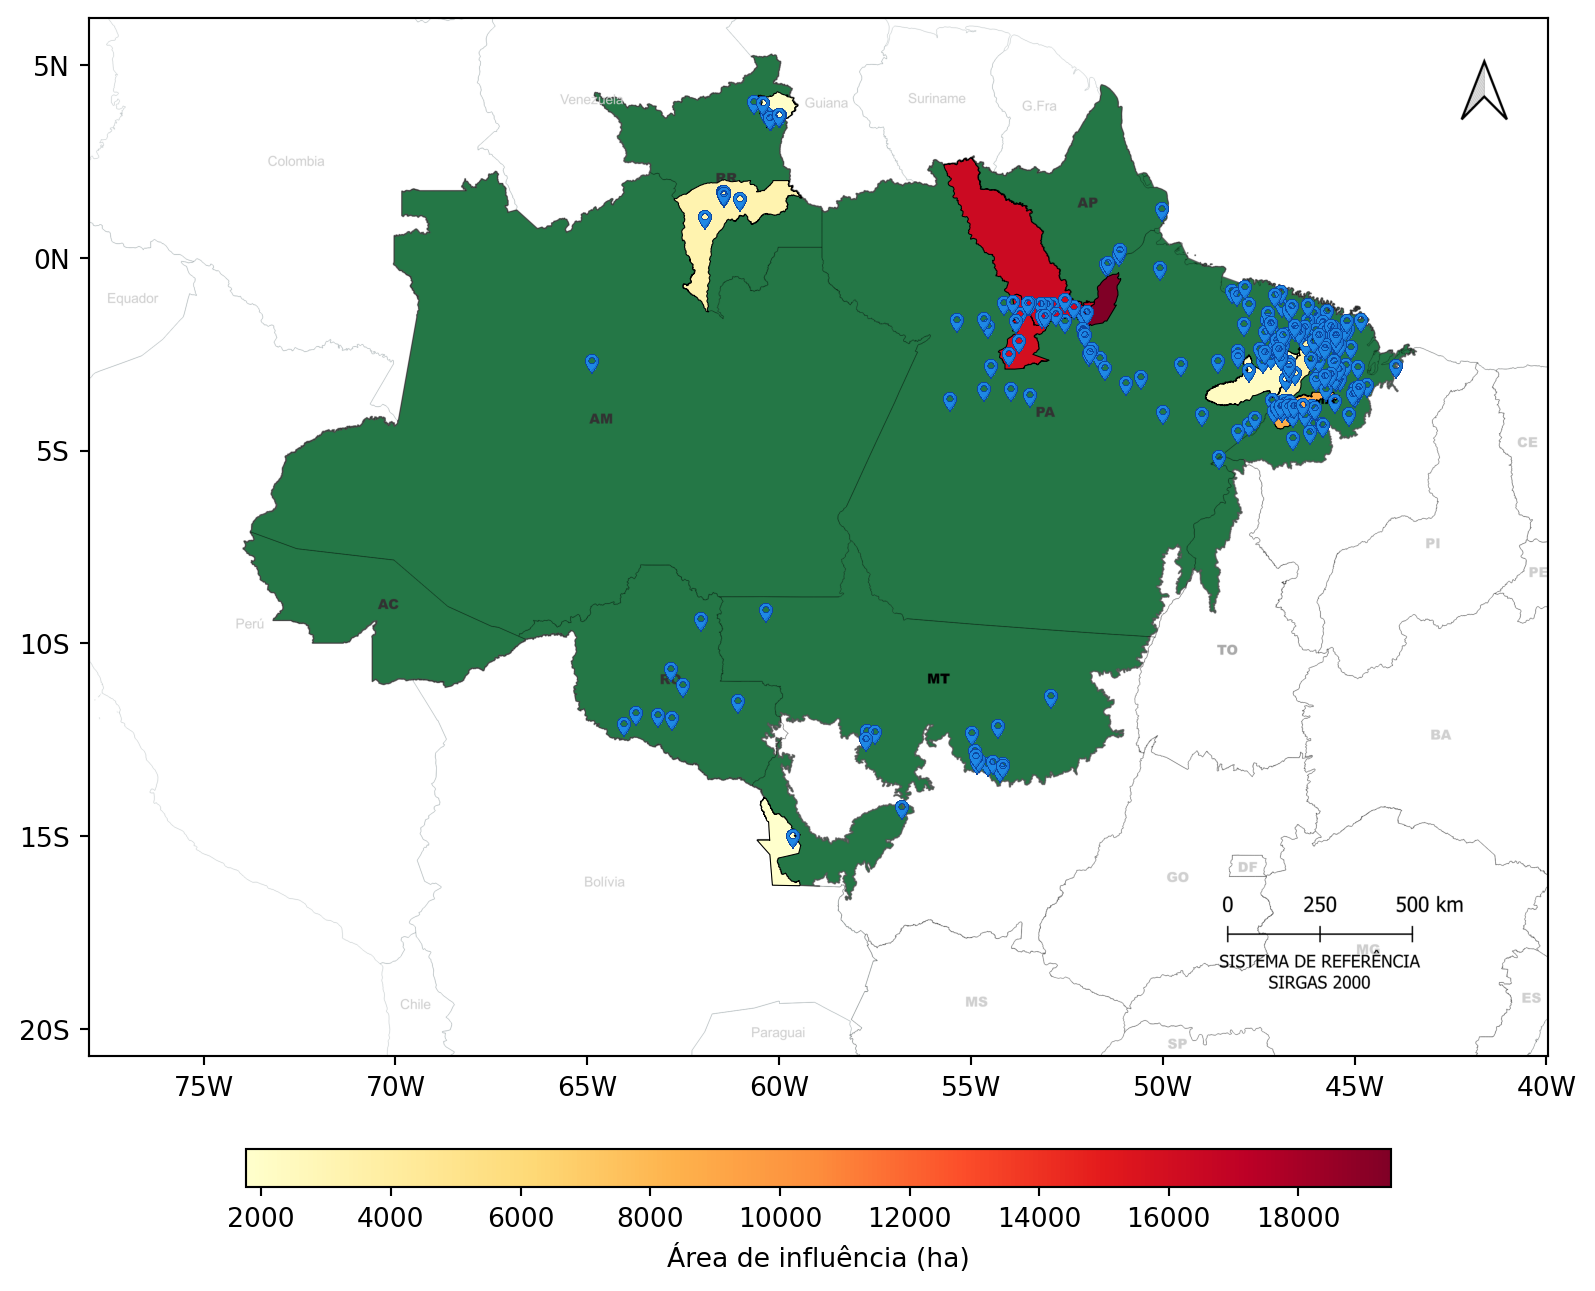 5N
0N
5S
10S
15S
20S
Venezuela
Guiana
Suriname
G.Fra
Colombia
RR
AP
Equador
AM
PA
CE
PI
PE
AC
Perú
RO
MT
TO
BA
Bolívia
GO
DF
0 250 500 km
MG
SISTEMA DE REFERÊNCIA
SIRGAS 2000
Chile
Paraguai
MS
ES
SP
75W 70W 65W 60W 55W 50W 45W 40W
2000 4000 6000 8000 10000 12000 14000 16000 18000
Área de influência (ha)